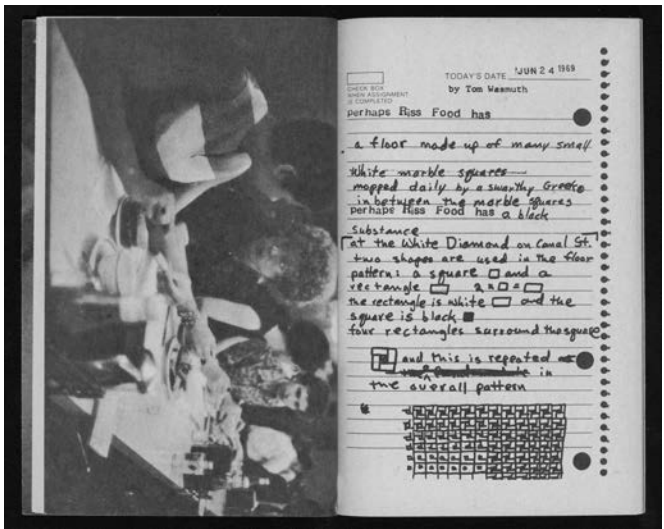 TODAY'S DATE JUN 24 1969
CHECK BOX
WHEN ASSIGNMENT
IS COMPLETED
by Tom Wasmuth
perhaps Riss Food has
a floor made up of many small
white marble squares
mopped daily by a swarthy Greek
in between the marble squares
perhaps Riss Food has a black
substance
at the White Diamond on Canal St.
two shapes are used in the floor
pattern: a square □ and a
rectangle ▭ 2 × □ = ▭
the rectangle is white ▭ and the
square is black ■
four rectangles surround the square
and this is repeated
in
the overall pattern